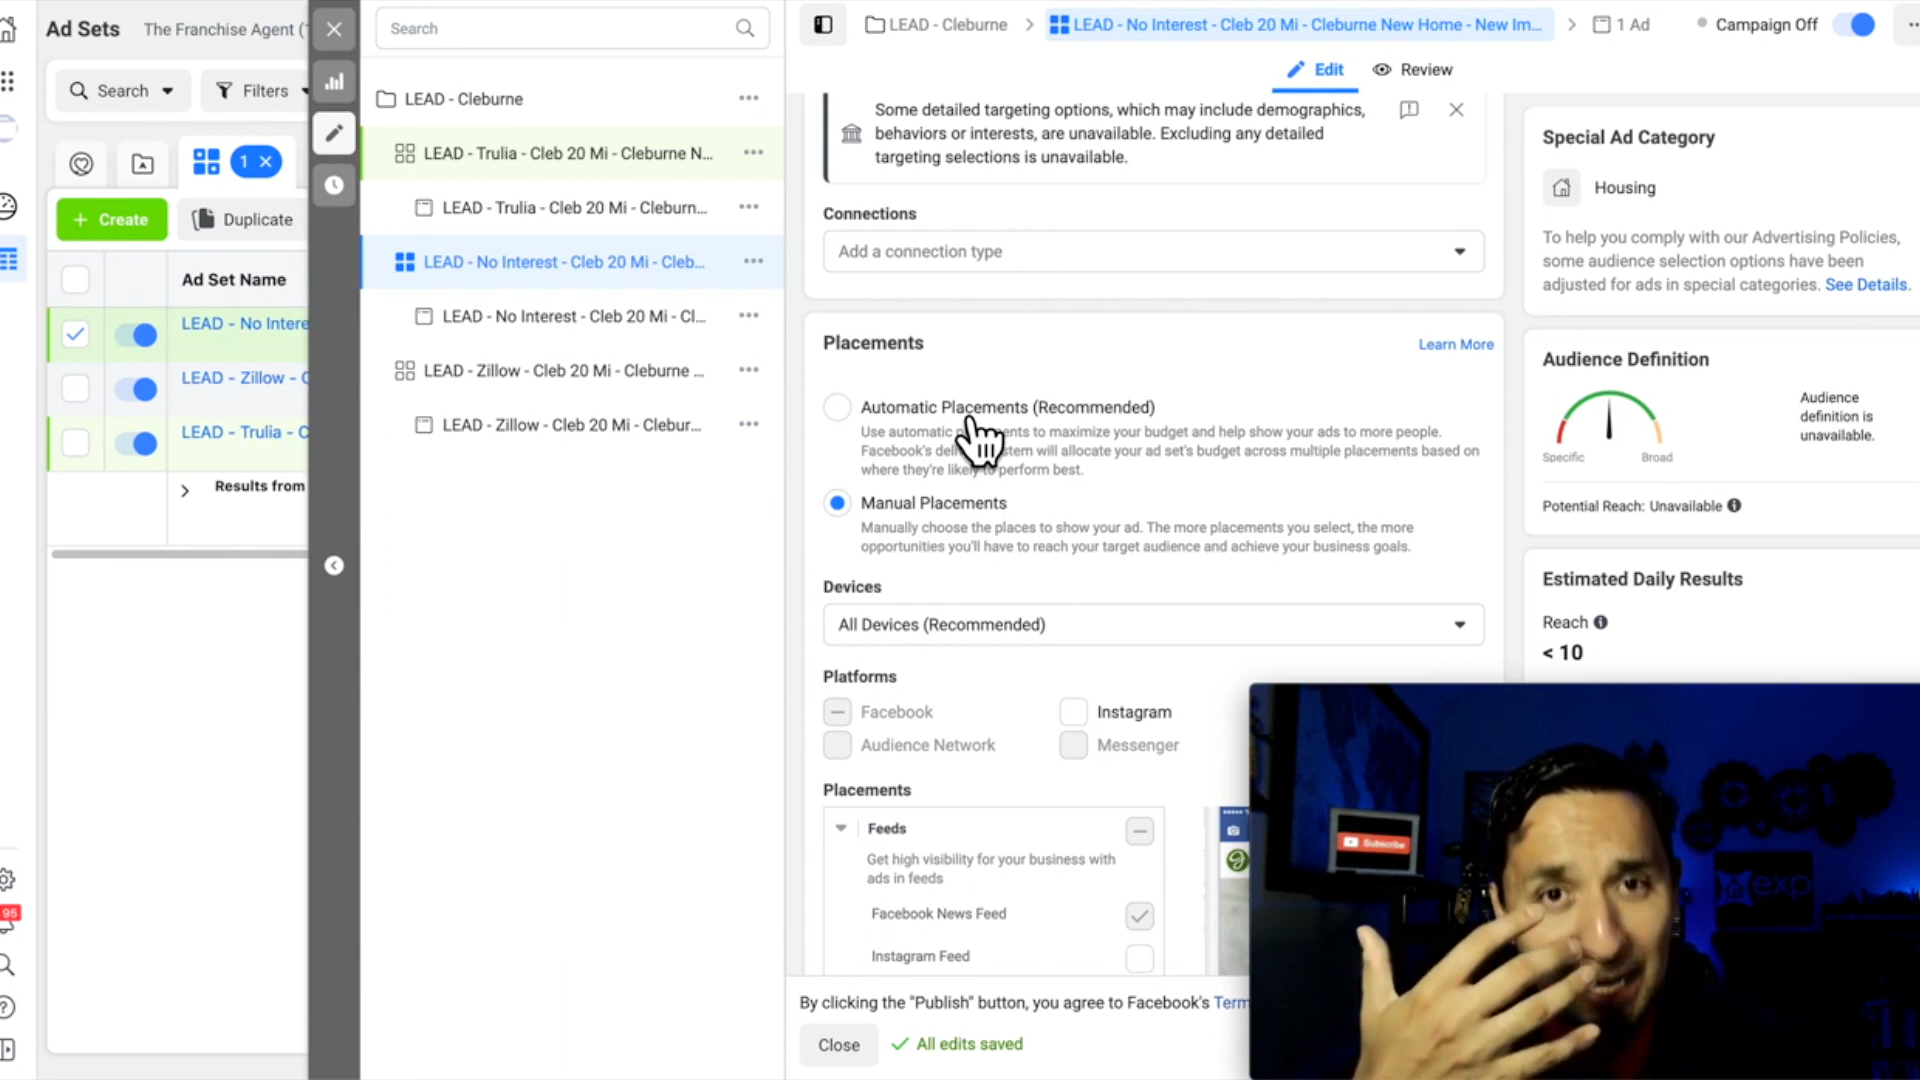 Ad Sets
The Franchise Agent (
Search
Filters
1
Create
Duplicate
Ad Set Name
LEAD - No Intere
LEAD - Zillow - C
LEAD - Trulia - C
Results from
95
Search
LEAD - Cleburne
LEAD - Trulia - Cleb 20 Mi - Cleburne N...
LEAD - Trulia - Cleb 20 Mi - Cleburn...
LEAD - No Interest - Cleb 20 Mi - Cleb...
LEAD - No Interest - Cleb 20 Mi - Cl...
LEAD - Zillow - Cleb 20 Mi - Cleburne ...
LEAD - Zillow - Cleb 20 Mi - Clebur...
LEAD - Cleburne
LEAD - No Interest - Cleb 20 Mi - Cleburne New Home - New Im...
1 Ad
Campaign Off
Edit
Review
Some detailed targeting options, which may include demographics,
behaviors or interests, are unavailable. Excluding any detailed
targeting selections is unavailable.
Connections
Add a connection type
Placements
Learn More
Automatic Placements (Recommended)
Use automatic ments to maximize your budget and help show your ads to more people.
Facebook's stem will allocate your ad set's budget across multiple placements based on
where they're likely to perform best.
Manual Placements
Manually choose the places to show your ad. The more placements you select, the more
opportunities you'll have to reach your target audience and achieve your business goals.
Devices
All Devices (Recommended)
Platforms
Facebook
Instagram
Audience Network
Messenger
Placements
Feeds
Get high visibility for your business with
ads in feeds
Facebook News Feed
Instagram Feed
By clicking the "Publish" button, you agree to Facebook's Term
Close
All edits saved
Special Ad Category
Housing
To help you comply with our Advertising Policies,
some audience selection options have been
adjusted for ads in special categories. See Details.
Audience Definition
Specific
Broad
Audience
definition is
unavailable.
Potential Reach: Unavailable
Estimated Daily Results
Reach
< 10
Subscribe
exp